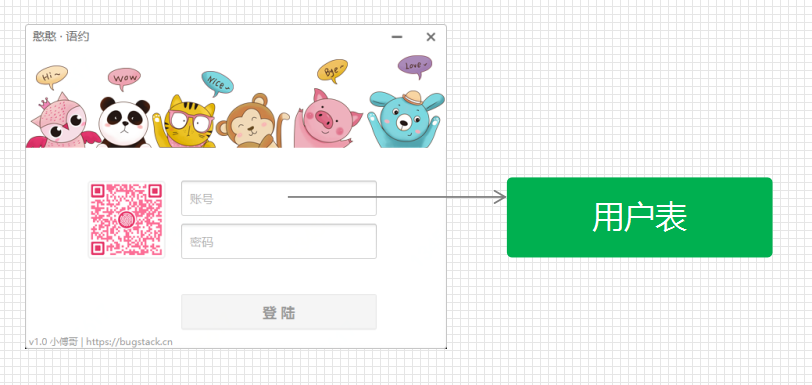 憨憨 · 语约
Hi ~
Wow
Nice~
Bye~
Love~
账号
用户表
密码
登 陆
v1.0 小傅哥 | https://bugstack.cn